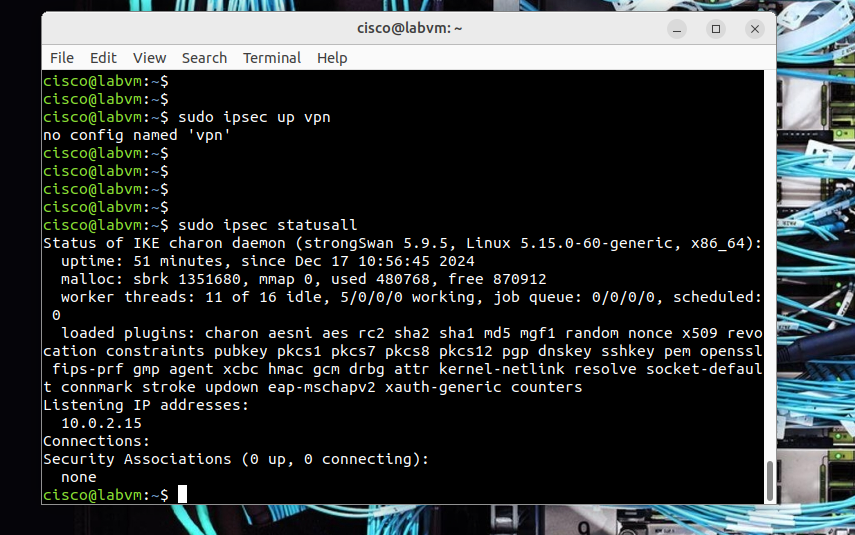 cisco@labvm: ~
File Edit View Search Terminal Help
cisco@labvm:~$
cisco@labvm:~$
cisco@labvm:~$ sudo ipsec up vpn
no config named 'vpn'
cisco@labvm:~$
cisco@labvm:~$
cisco@labvm:~$
cisco@labvm:~$
cisco@labvm:~$ sudo ipsec statusall
Status of IKE charon daemon (strongSwan 5.9.5, Linux 5.15.0-60-generic, x86_64):
  uptime: 51 minutes, since Dec 17 10:56:45 2024
  malloc: sbrk 1351680, mmap 0, used 480768, free 870912
  worker threads: 11 of 16 idle, 5/0/0/0 working, job queue: 0/0/0/0, scheduled:
 0
  loaded plugins: charon aesni aes rc2 sha2 sha1 md5 mgf1 random nonce x509 revo
cation constraints pubkey pkcs1 pkcs7 pkcs8 pkcs12 pgp dnskey sshkey pem openssl
 fips-prf gmp agent xcbc hmac gcm drbg attr kernel-netlink resolve socket-defaul
t connmark stroke updown eap-mschapv2 xauth-generic counters
Listening IP addresses:
  10.0.2.15
Connections:
Security Associations (0 up, 0 connecting):
  none
cisco@labvm:~$
9